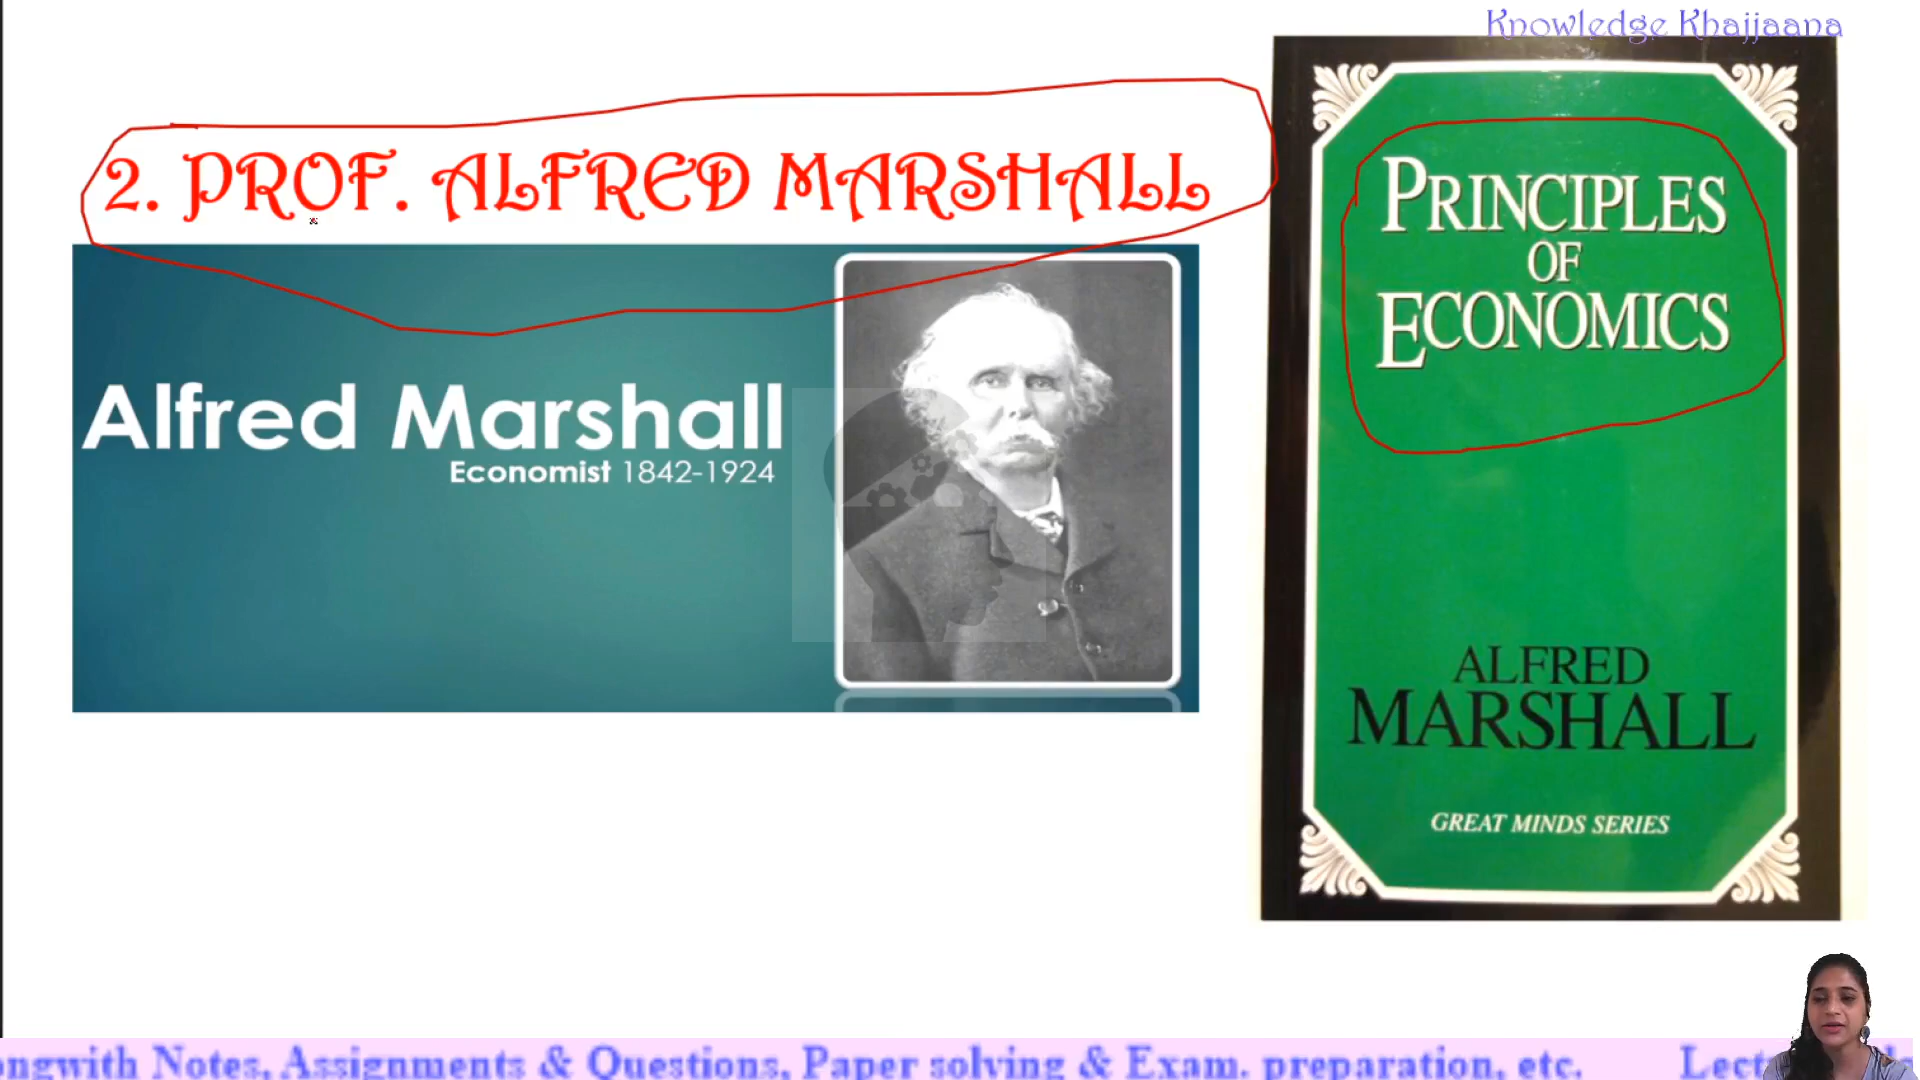 Knowledge Khajjaana
2. PROF. ALFRED MARSHALL
Alfred Marshall
Economist 1842-1924
PRINCIPLES
OF
ECONOMICS
ALFRED
MARSHALL
GREAT MINDS SERIES
Notes, Assignments & Questions, Paper solving & Exam. preparation, etc.